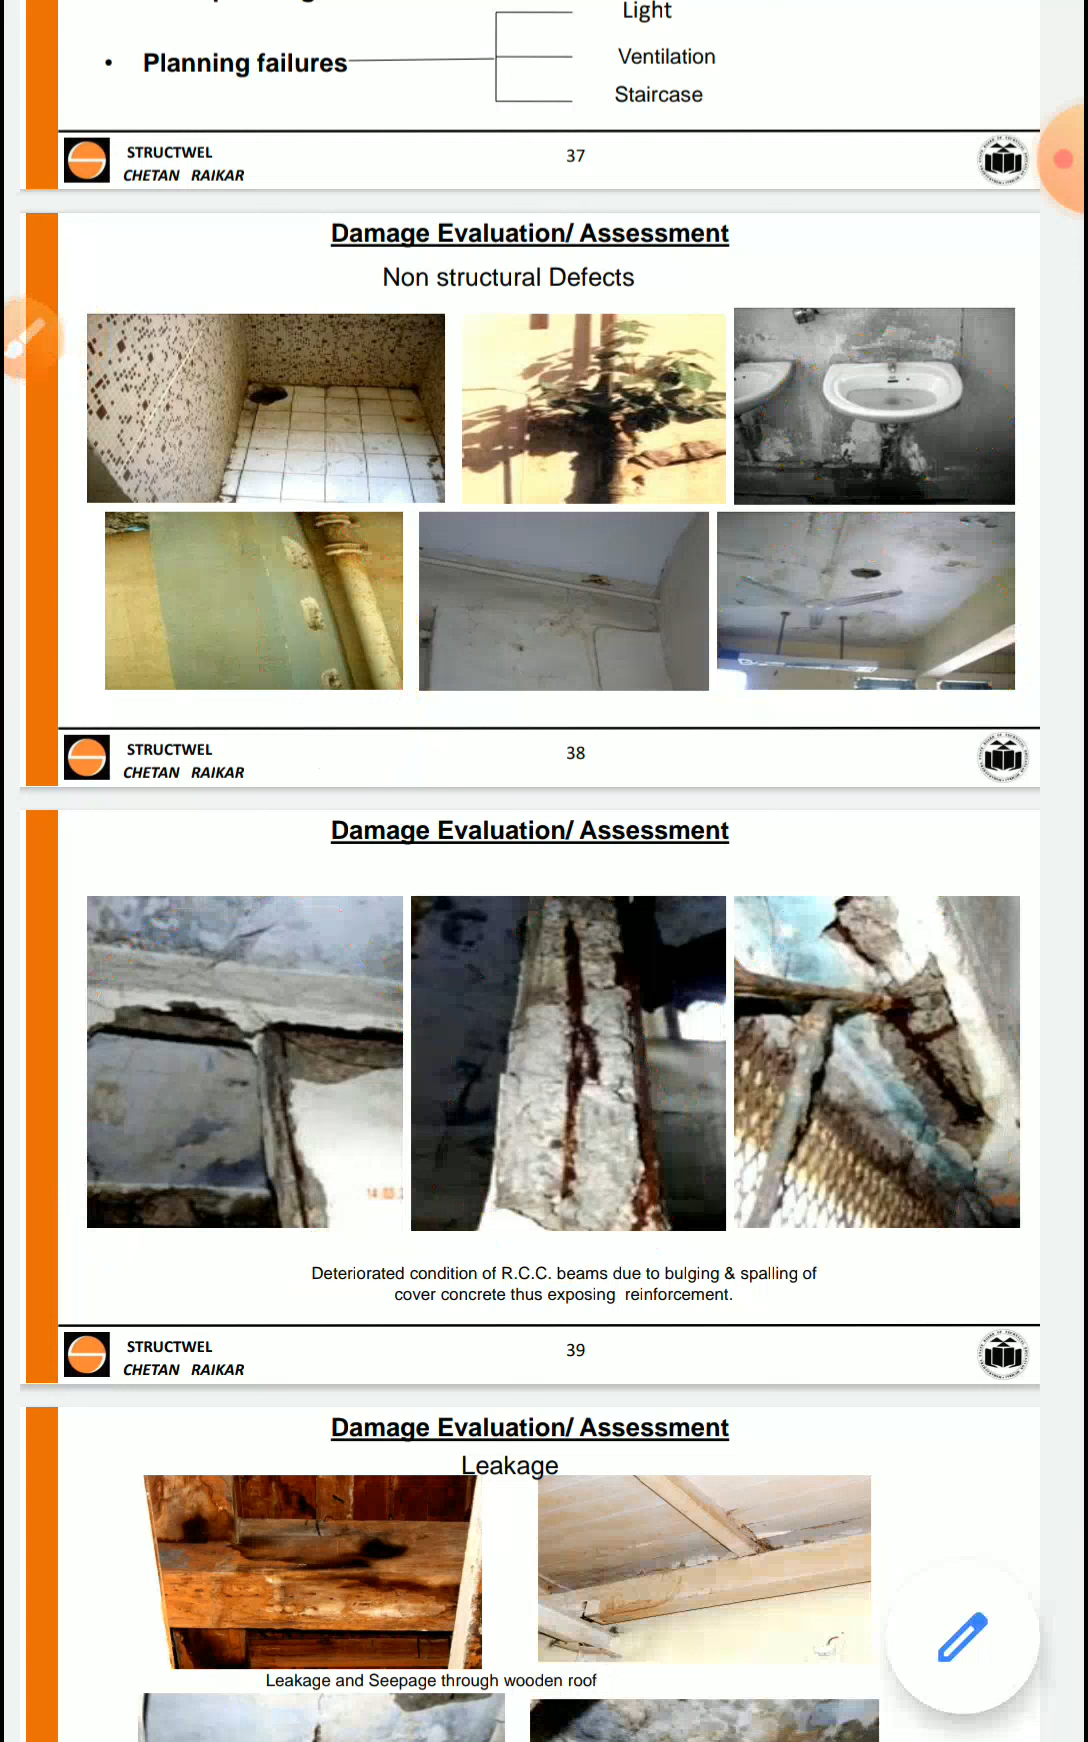 Light
• Planning failures
Ventilation
Staircase
STRUCTWEL
CHETAN RAIKAR
37
Damage Evaluation/ Assessment
Non structural Defects
STRUCTWEL
CHETAN RAIKAR
38
Damage Evaluation/ Assessment
Deteriorated condition of R.C.C. beams due to bulging & spalling of
cover concrete thus exposing reinforcement.
STRUCTWEL
CHETAN RAIKAR
39
Damage Evaluation/ Assessment
Leakage
Leakage and Seepage through wooden roof